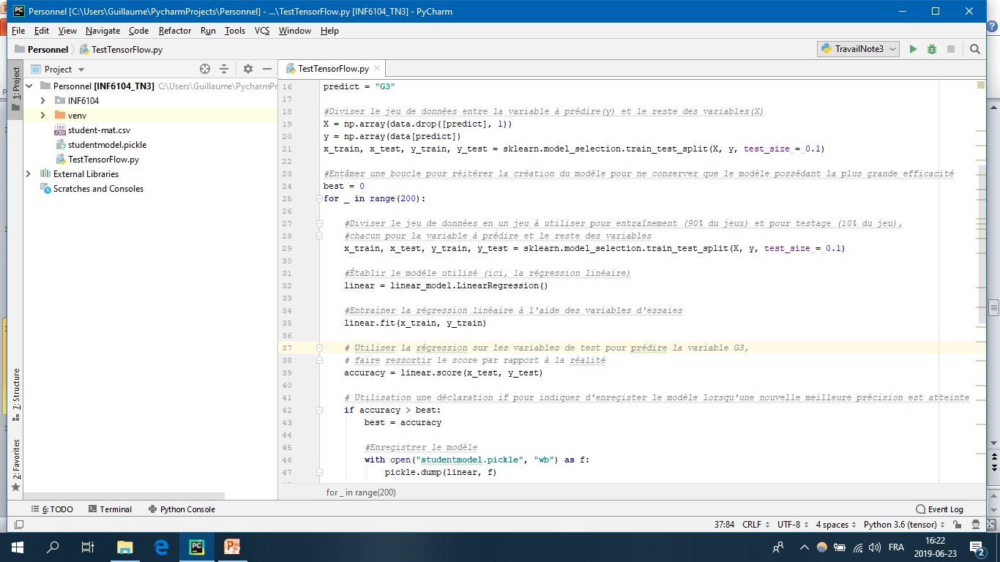 Personnel [C:\Users\Guillaume\PycharmProjects\Personnel] - ...\TestTensorFlow.py [INF6104_TN3] - PyCharm
File Edit View Navigate Code Refactor Run Tools VCS Window Help
Personnel TestTensorFlow.py TravailNote3
1: Project
Project
TestTensorFlow.py
Personnel [INF6104_TN3] C:\Users\Guillaume\PycharmPr
INF6104
venv
student-mat.csv
studentmodel.pickle
TestTensorFlow.py
External Libraries
Scratches and Consoles
7: Structure
2: Favorites
16 predict = "G3"
17
18 #Diviser le jeu de données entre la variable à prédire(y) et le reste des variables(X)
19 X = np.array(data.drop([predict], 1))
20 y = np.array(data[predict])
21 x_train, x_test, y_train, y_test = sklearn.model_selection.train_test_split(X, y, test_size = 0.1)
22
23 #Entâmer une boucle pour réitérer la création du modèle pour ne conserver que le modèle possédant la plus grande efficacité
24 best = 0
25 for _ in range(200):
26
27 #Diviser le jeu de données en un jeu à utiliser pour entraînement (90% du jeux) et pour testage (10% du jeu),
28 #chacun pour la variable à prédire et le reste des variables
29 x_train, x_test, y_train, y_test = sklearn.model_selection.train_test_split(X, y, test_size = 0.1)
30
31 #Établir le modèle utilisé (ici, la régression linéaire)
32 linear = linear_model.LinearRegression()
33
34 #Entrainer la régression linéaire à l'aide des variables d'essaies
35 linear.fit(x_train, y_train)
36
37 # Utiliser la régression sur les variables de test pour prédire la variable G3,
38 # faire ressortir le score par rapport à la réalité
39 accuracy = linear.score(x_test, y_test)
40
41 # Utilisation une déclaration if pour indiquer d'enregister le modèle lorsqu'une nouvelle meilleure précision est atteinte
42 if accuracy > best:
43 best = accuracy
44
45 #Enregistrer le modèle
46 with open("studentmodel.pickle", "wb") as f:
47 pickle.dump(linear, f)
for _ in range(200)
6: TODO Terminal Python Console Event Log
37:84 CRLF UTF-8 4 spaces Python 3.6 (tensor)
FRA
16:22
2019-06-23
2